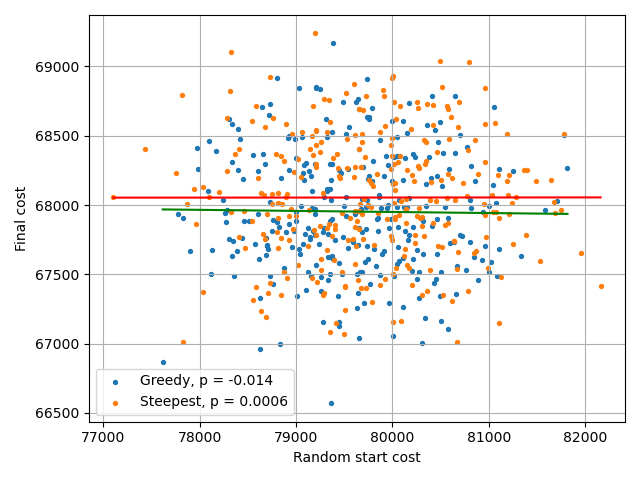 69000
68500
68000
67500
67000
66500
Final cost
Greedy, p = -0.014
Steepest, p = 0.0006
77000 78000 79000 80000 81000 82000
Random start cost